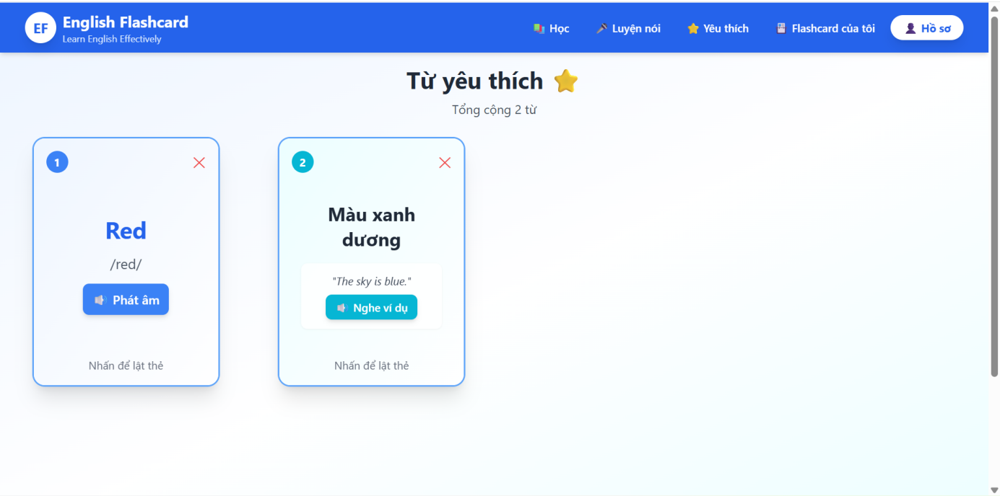 EF
English Flashcard
Learn English Effectively
Học
Luyện nói
Yêu thích
Flashcard của tôi
Hồ sơ
Từ yêu thích
Tổng cộng 2 từ
1
Red
/red/
Phát âm
Nhấn để lật thẻ
2
Màu xanh
dương
"The sky is blue."
Nghe ví dụ
Nhấn để lật thẻ